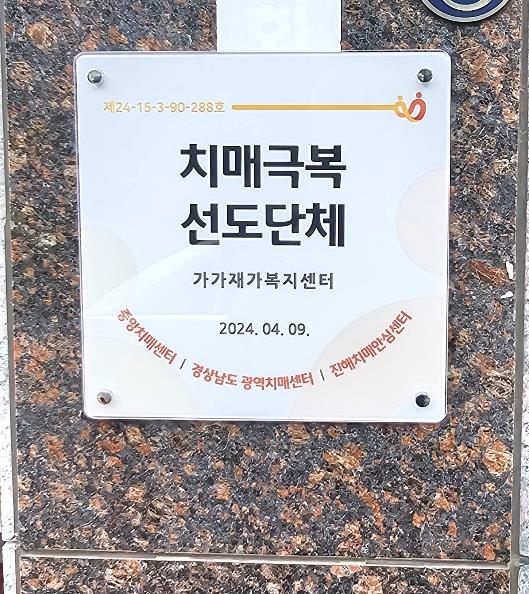 제24-15-3-90-288호
치매극복
선도단체
가가재가복지센터
2024. 04. 09.
중앙치매센터 | 경상남도 광역치매센터 | 진해치매안심센터